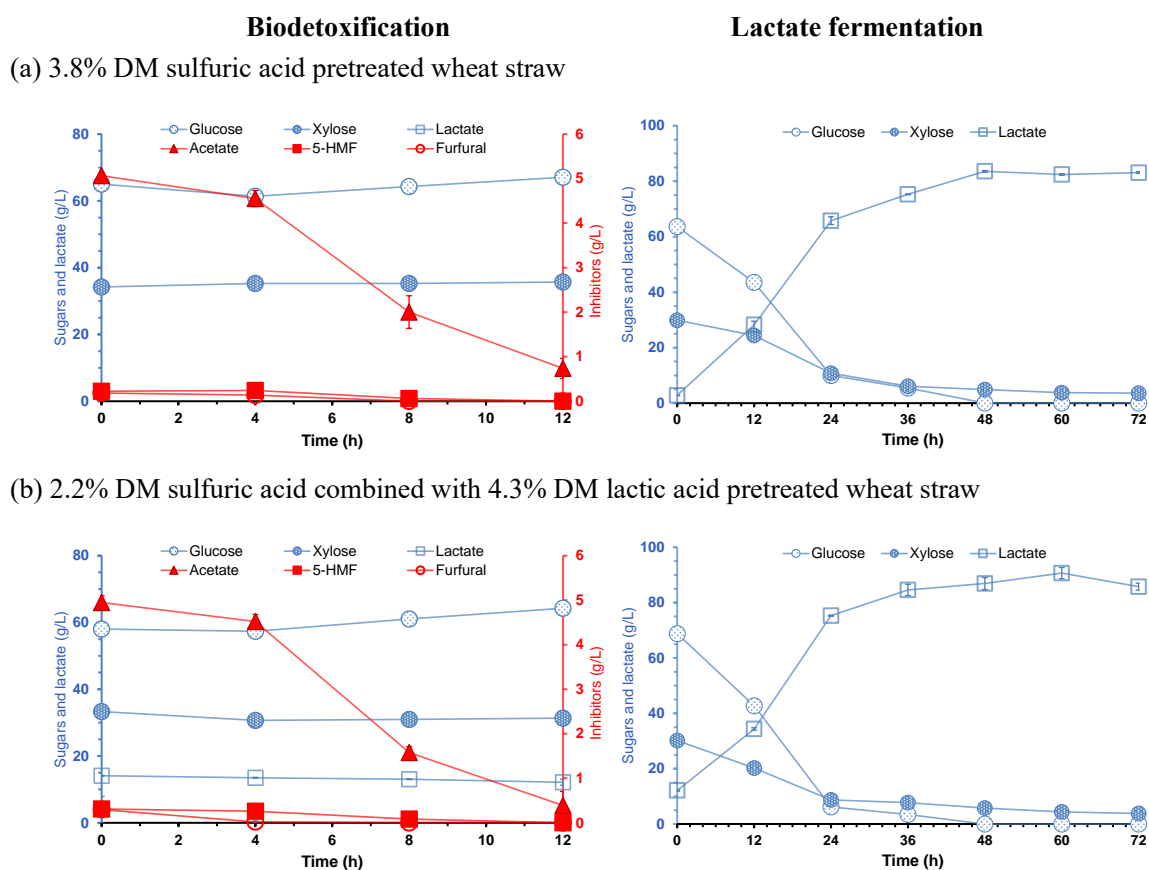 Biodetoxification Lactate fermentation
(a) 3.8% DM sulfuric acid pretreated wheat straw
Glucose Xylose Lactate
Acetate 5-HMF Furfural
Sugars and lactate (g/L)
80
60
40
20
0
0 2 4 6 8 10 12
Time (h)
6
5
4
3
2
1
0
Inhibitors (g/L)
Glucose Xylose Lactate
Sugars and lactate (g/L)
100
80
60
40
20
0
0 12 24 36 48 60 72
Time (h)
(b) 2.2% DM sulfuric acid combined with 4.3% DM lactic acid pretreated wheat straw
Glucose Xylose Lactate
Acetate 5-HMF Furfural
Sugars and lactate (g/L)
80
60
40
20
0
0 2 4 6 8 10 12
Time (h)
6
5
4
3
2
1
0
Inhibitors (g/L)
Glucose Xylose Lactate
Sugars and lactate (g/L)
100
80
60
40
20
0
0 12 24 36 48 60 72
Time (h)